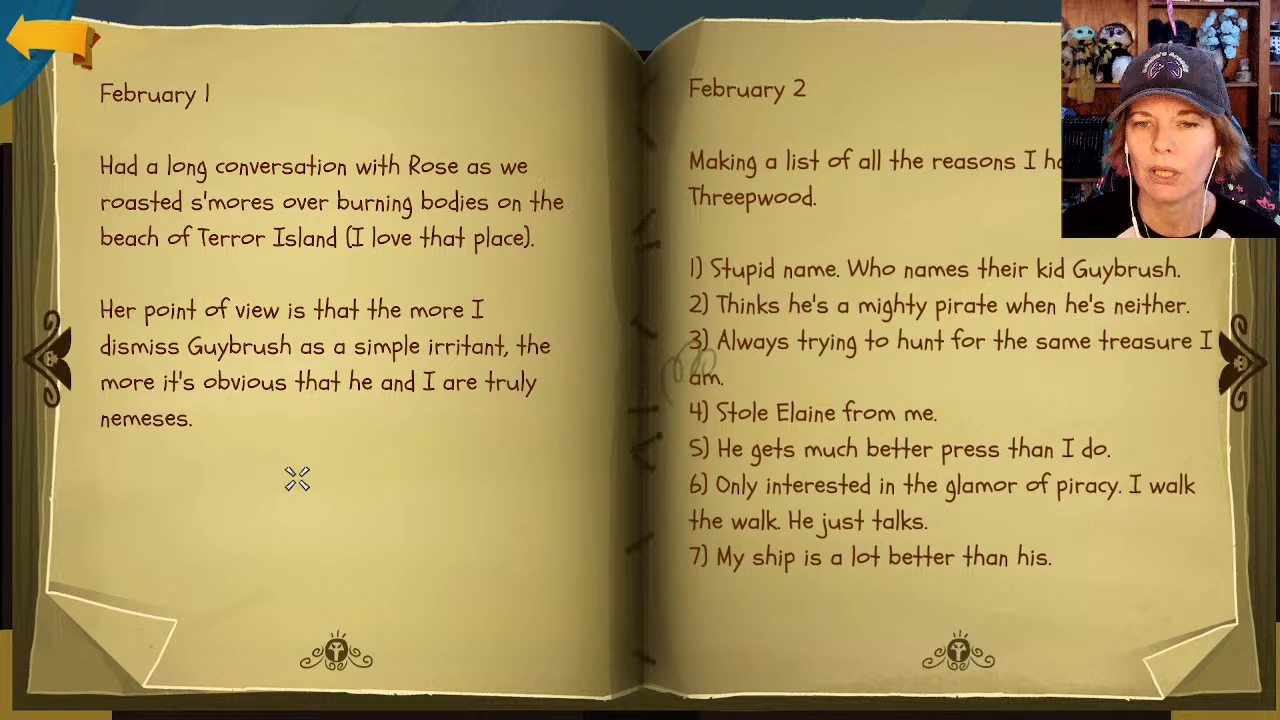 February 1
Had a long conversation with Rose as we
roasted s'mores over burning bodies on the
beach of Terror Island (I love that place).
Her point of view is that the more I
dismiss Guybrush as a simple irritant, the
more it's obvious that he and I are truly
nemeses.
February 2
Making a list of all the reasons I
Threepwood.
1) Stupid name. Who names their kid Guybrush.
2) Thinks he's a mighty pirate when he's neither.
3) Always trying to hunt for the same treasure I
am.
4) Stole Elaine from me.
5) He gets much better press than I do.
6) Only interested in the glamor of piracy. I walk
the walk. He just talks.
7) My ship is a lot better than his.